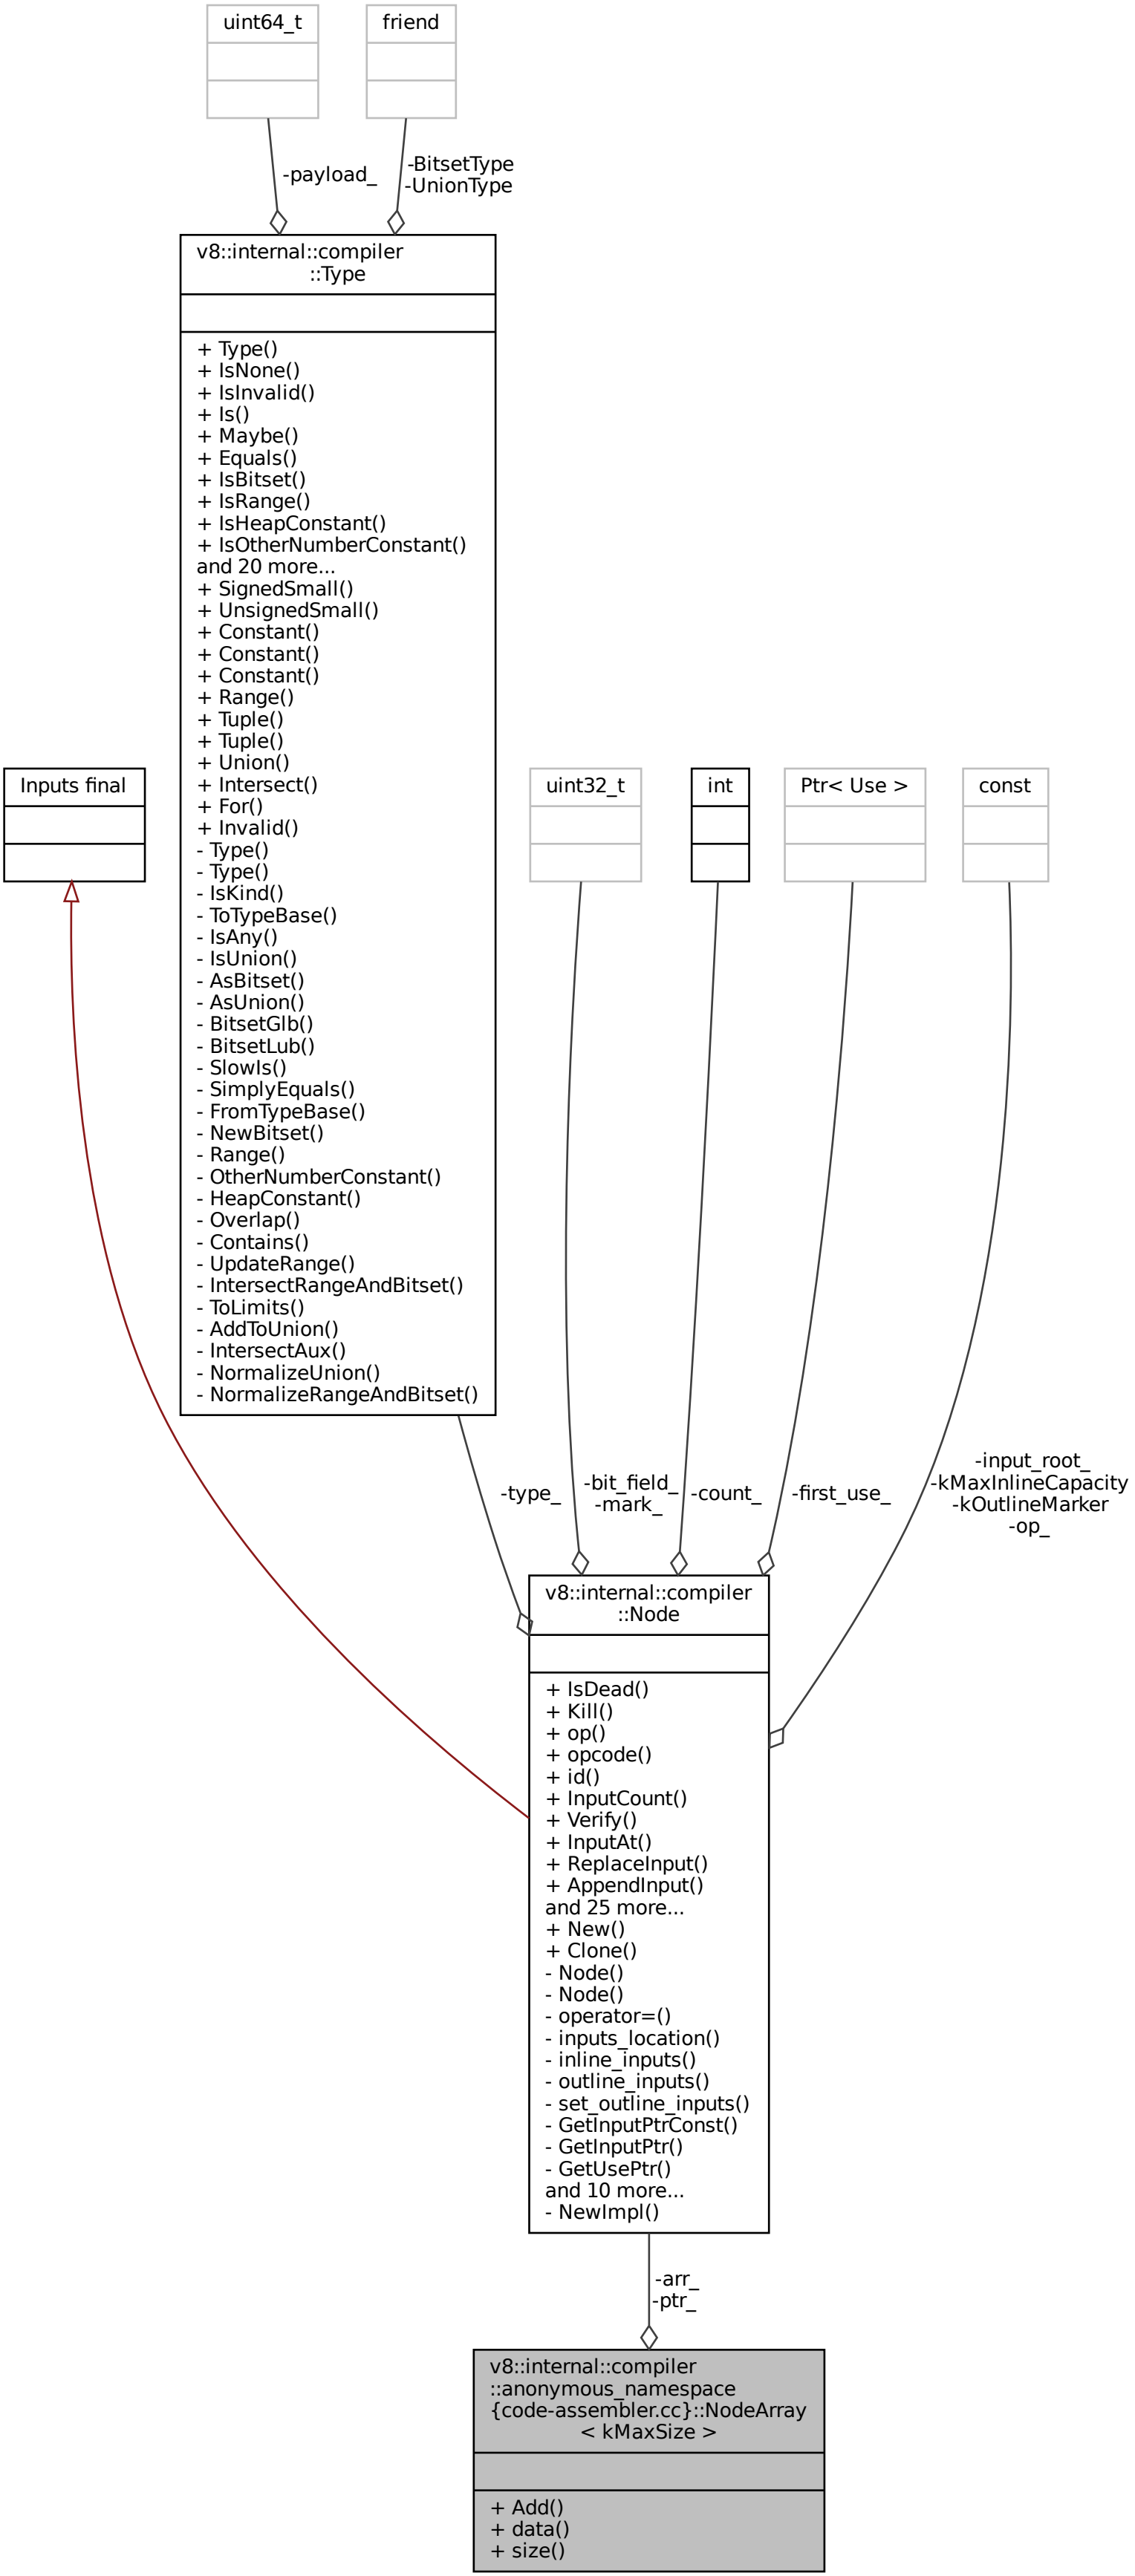 uint64_t
friend
-payload_
-BitsetType
-UnionType
v8::internal::compiler
::Type
+ Type()
+ IsNone()
+ IsInvalid()
+ Is()
+ Maybe()
+ Equals()
+ IsBitset()
+ IsRange()
+ IsHeapConstant()
+ IsOtherNumberConstant()
and 20 more...
+ SignedSmall()
+ UnsignedSmall()
+ Constant()
+ Constant()
+ Constant()
+ Range()
+ Tuple()
+ Tuple()
+ Union()
+ Intersect()
+ For()
+ Invalid()
- Type()
- Type()
- IsKind()
- ToTypeBase()
- IsAny()
- IsUnion()
- AsBitset()
- AsUnion()
- BitsetGlb()
- BitsetLub()
- SlowIs()
- SimplyEquals()
- FromTypeBase()
- NewBitset()
- Range()
- OtherNumberConstant()
- HeapConstant()
- Overlap()
- Contains()
- UpdateRange()
- IntersectRangeAndBitset()
- ToLimits()
- AddToUnion()
- IntersectAux()
- NormalizeUnion()
- NormalizeRangeAndBitset()
Inputs final
uint32_t
int
Ptr< Use >
const
-type_
-bit_field_
-mark_
-count_
-first_use_
-input_root_
-kMaxInlineCapacity
-kOutlineMarker
-op_
v8::internal::compiler
::Node
+ IsDead()
+ Kill()
+ op()
+ opcode()
+ id()
+ InputCount()
+ Verify()
+ InputAt()
+ ReplaceInput()
+ AppendInput()
and 25 more...
+ New()
+ Clone()
- Node()
- Node()
- operator=()
- inputs_location()
- inline_inputs()
- outline_inputs()
- set_outline_inputs()
- GetInputPtrConst()
- GetInputPtr()
- GetUsePtr()
and 10 more...
- NewImpl()
-arr_
-ptr_
v8::internal::compiler
::anonymous_namespace
{code-assembler.cc}::NodeArray
< kMaxSize >
+ Add()
+ data()
+ size()